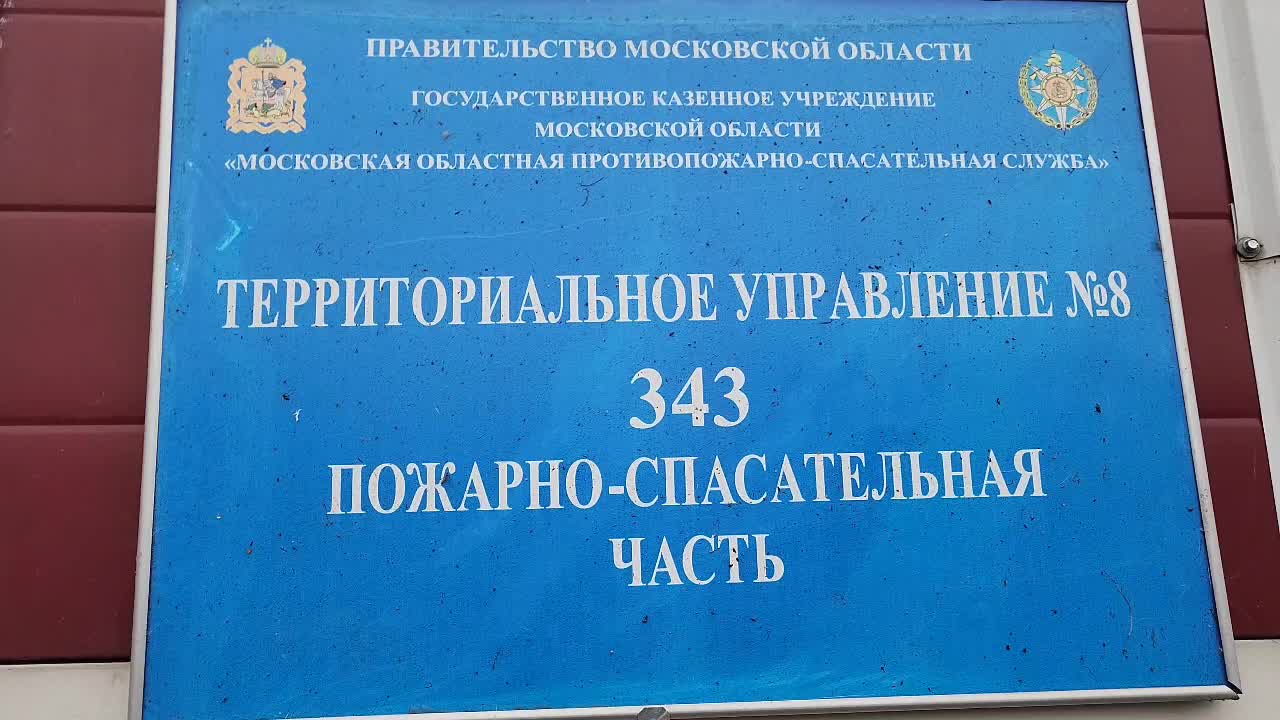 ПРАВИТЕЛЬСТВО МОСКОВСКОЙ ОБЛАСТИ
ГОСУДАРСТВЕННОЕ КАЗЕННОЕ УЧРЕЖДЕНИЕ
МОСКОВСКОЙ ОБЛАСТИ
«МОСКОВСКАЯ ОБЛАСТНАЯ ПРОТИВОПОЖАРНО-СПАСАТЕЛЬНАЯ СЛУЖБА»
ТЕРРИТОРИАЛЬНОЕ УПРАВЛЕНИЕ №8
343
ПОЖАРНО-СПАСАТЕЛЬНАЯ
ЧАСТЬ